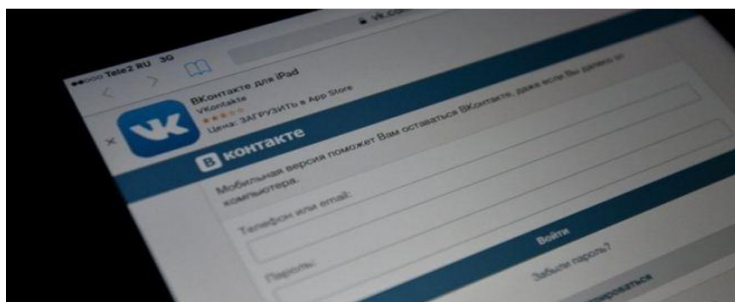 Tele2 RU 3G
vk.com
ВКонтакте для iPad
VKontakte
Цена: ЗАГРУЗИТЬ в App Store
В контакте
Мобильная версия поможет Вам оставаться ВКонтакте, даже если Вы далеко от
компьютера.
Телефон или email:
Пароль:
Войти
Забыли пароль?